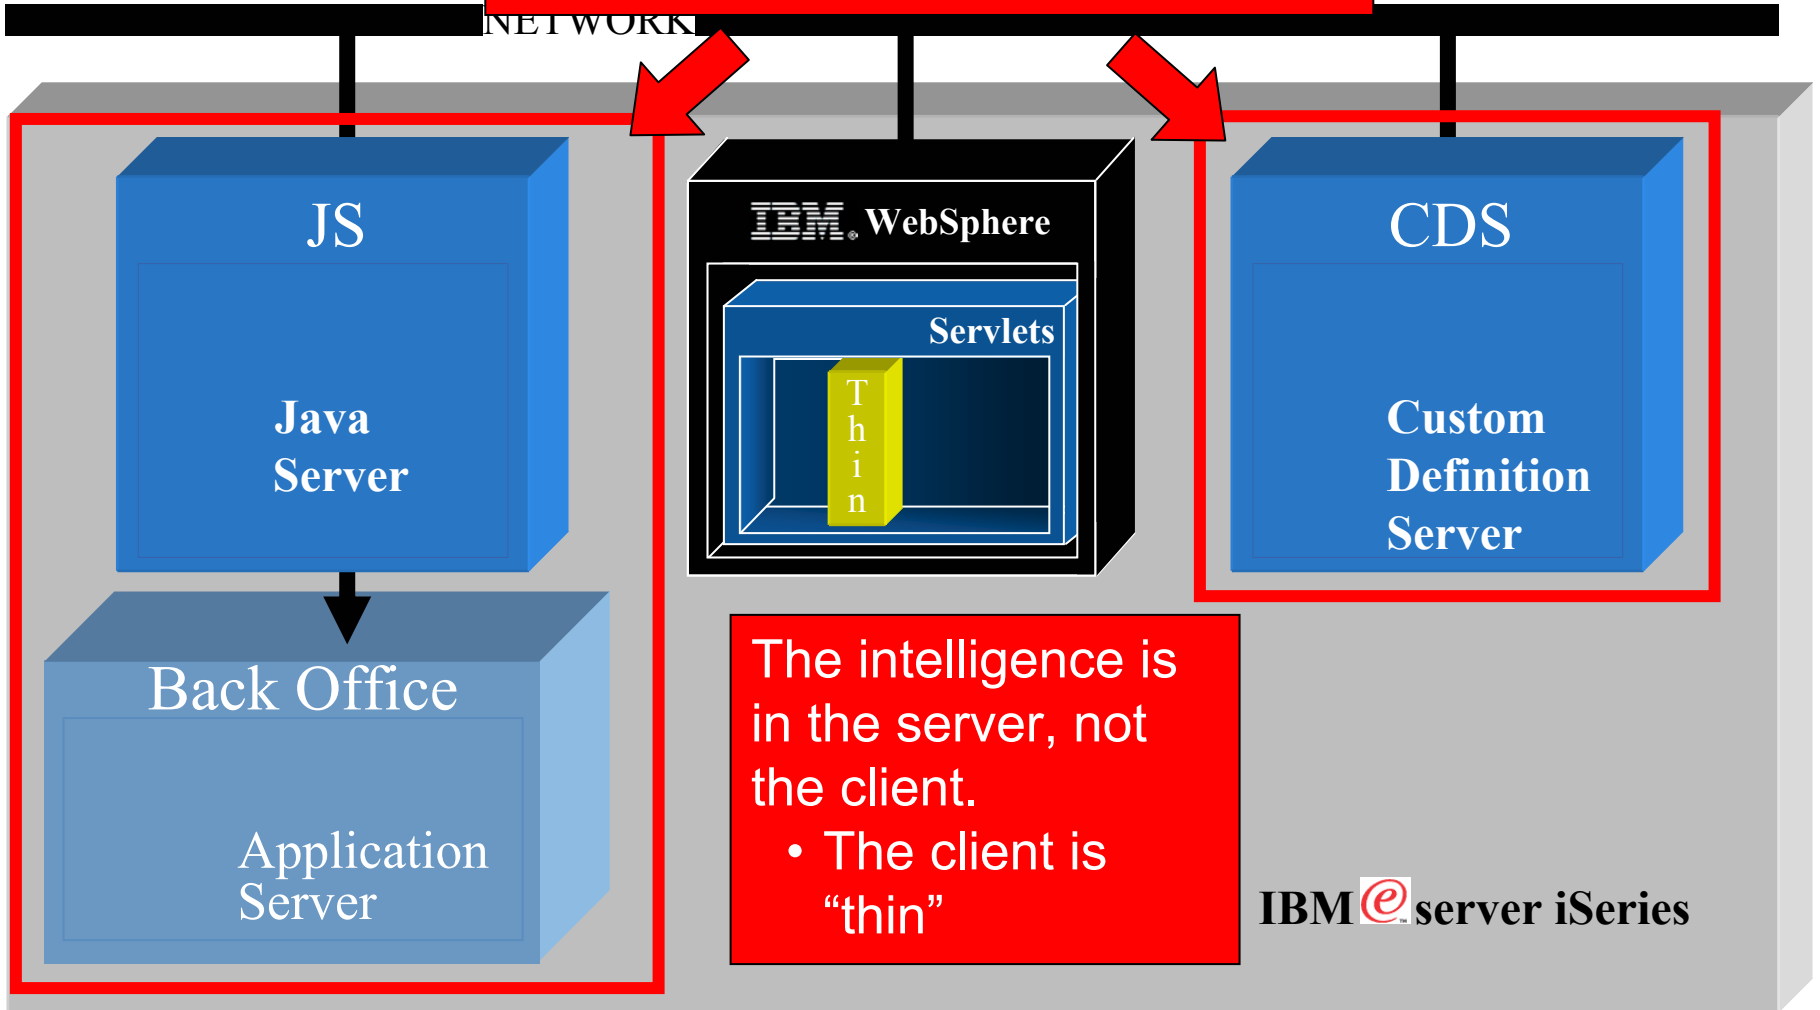 NETWORK
JS
Java
Server
Back Office
Application
Server
IBM® WebSphere
Servlets
Thin
CDS
Custom
Definition
Server
The intelligence is
in the server, not
the client.
• The client is
“thin”
IBM e server iSeries